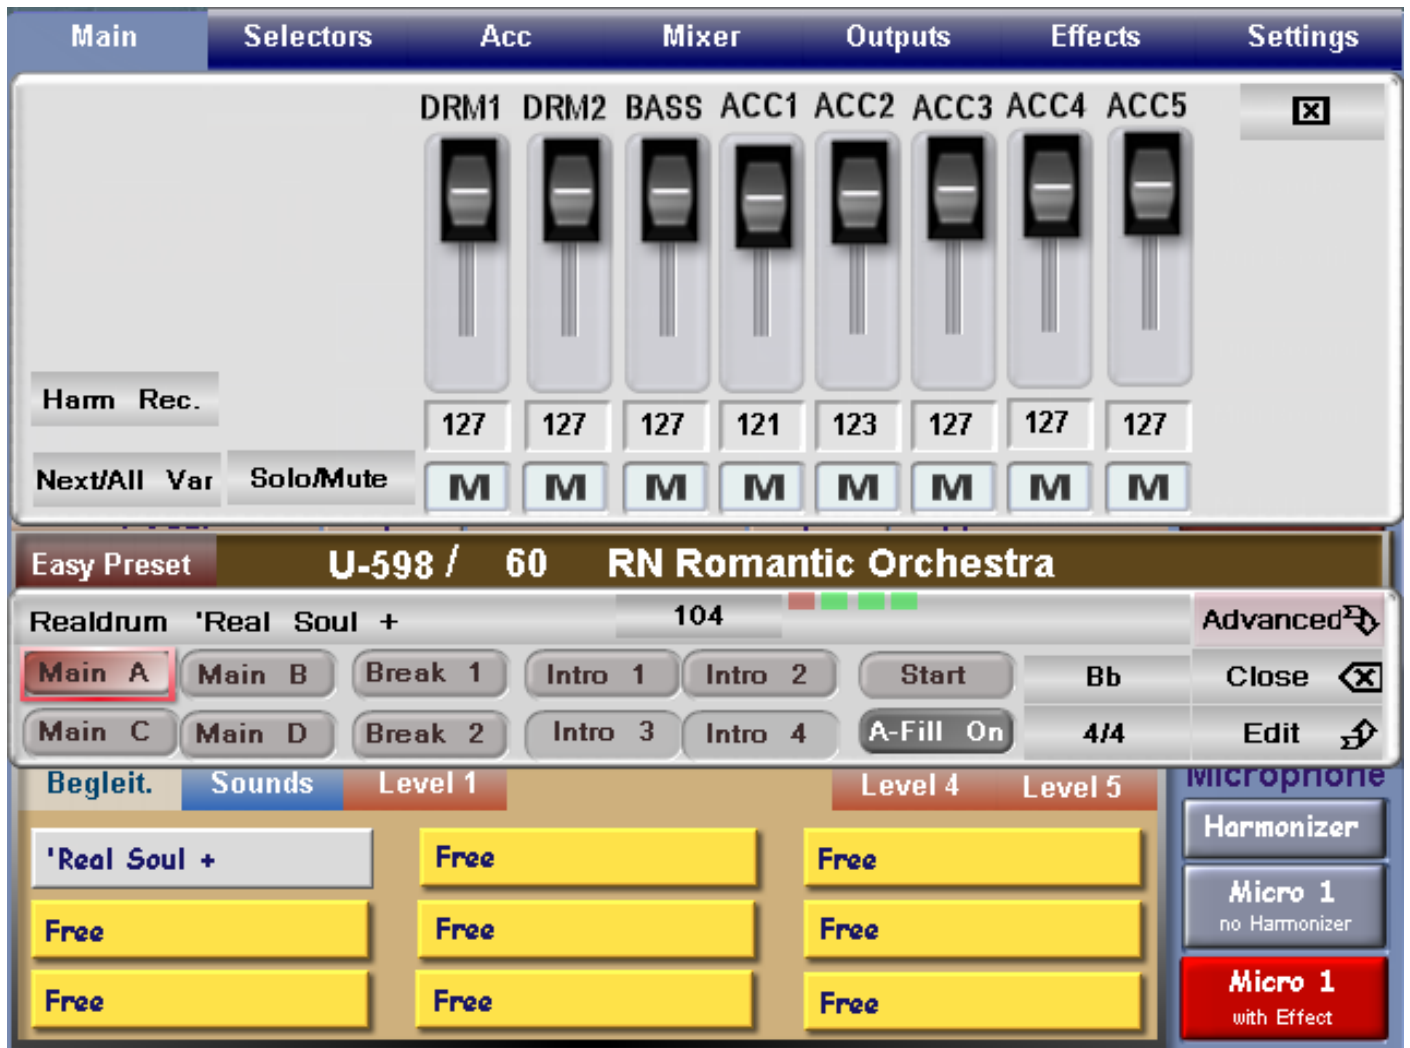 Main Selectors Acc Mixer Outputs Effects Settings
DRM1 DRM2 BASS ACC1 ACC2 ACC3 ACC4 ACC5
Harm Rec.
127 127 127 121 123 127 127 127
Next/All Var Solo/Mute M M M M M M M M
Easy Preset U-598 / 60 RN Romantic Orchestra
Realdrum 'Real Soul + 104 Advanced
Main A Main B Break 1 Intro 1 Intro 2 Start Bb Close
Main C Main D Break 2 Intro 3 Intro 4 A-Fill On 4/4 Edit
Begleit. Sounds Level 1 Level 4 Level 5 Microphone
'Real Soul + Free Free Harmonizer
Free Free Free Micro 1
no Harmonizer
Free Free Free Micro 1
with Effect